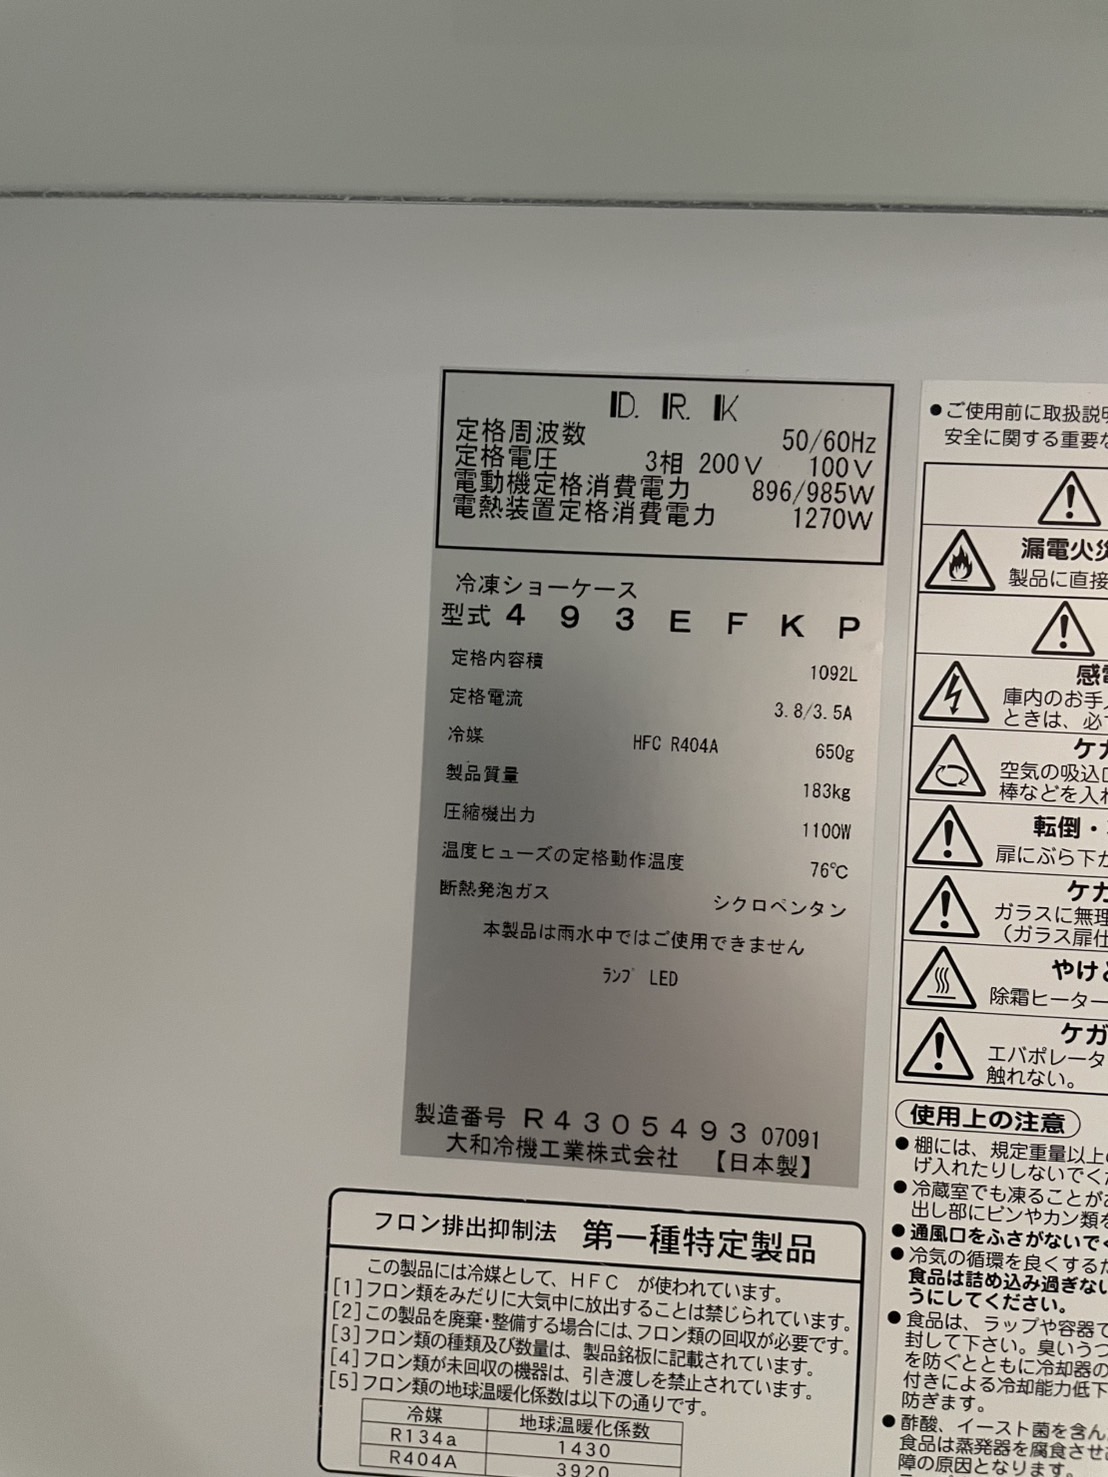 D.R.K
定格周波数 50/60Hz
定格電圧 3相 200V 100V
電動機定格消費電力 896/985W
電熱装置定格消費電力 1270W
冷凍ショーケース
型式 493EFKP
定格内容積 1092L
定格電流 3.8/3.5A
冷媒 HFC R404A 650g
製品質量 183kg
圧縮機出力 1100W
温度ヒューズの定格動作温度 76℃
断熱発泡ガス シクロペンタン
本製品は雨水中ではご使用できません
ﾗﾝﾌﾟ LED
製造番号 R4305493 07091
大和冷機工業株式会社 【日本製】
フロン排出抑制法 第一種特定製品
この製品には冷媒として、HFC が使われています。
[1]フロン類をみだりに大気中に放出することは禁じられています。
[2]この製品を廃棄・整備する場合には、フロン類の回収が必要です。
[3]フロン類の種類及び数量は、製品銘板に記載されています。
[4]フロン類が未回収の機器は、引き渡しを禁止されています。
[5]フロン類の地球温暖化係数は以下の通りです。
冷媒 地球温暖化係数
R134a 1430
R404A 3920
●ご使用前に取扱説
安全に関する重要な
漏電火災
製品に直接
感電
庫内のお手入
ときは、必ず
ケガ
空気の吸込口
棒などを入れ
転倒・
扉にぶら下が
ケガ
ガラスに無理
（ガラス扉仕
やけど
除霜ヒーター
ケガ
エバポレータ
触れない。
使用上の注意
●棚には、規定重量以上の
げ入れたりしないでくだ
●冷蔵室でも凍ることがあ
出し部にビンやカン類を
●通風口をふさがないでく
●冷気の循環を良くするた
食品は詰め込み過ぎない
うにしてください。
●食品は、ラップや容器で
封して下さい。臭いうつ
を防ぐとともに冷却器の
付きによる冷却能力低下
防ぎます。
●酢酸、イースト菌を含ん
食品は蒸発器を腐食させ
障の原因となります